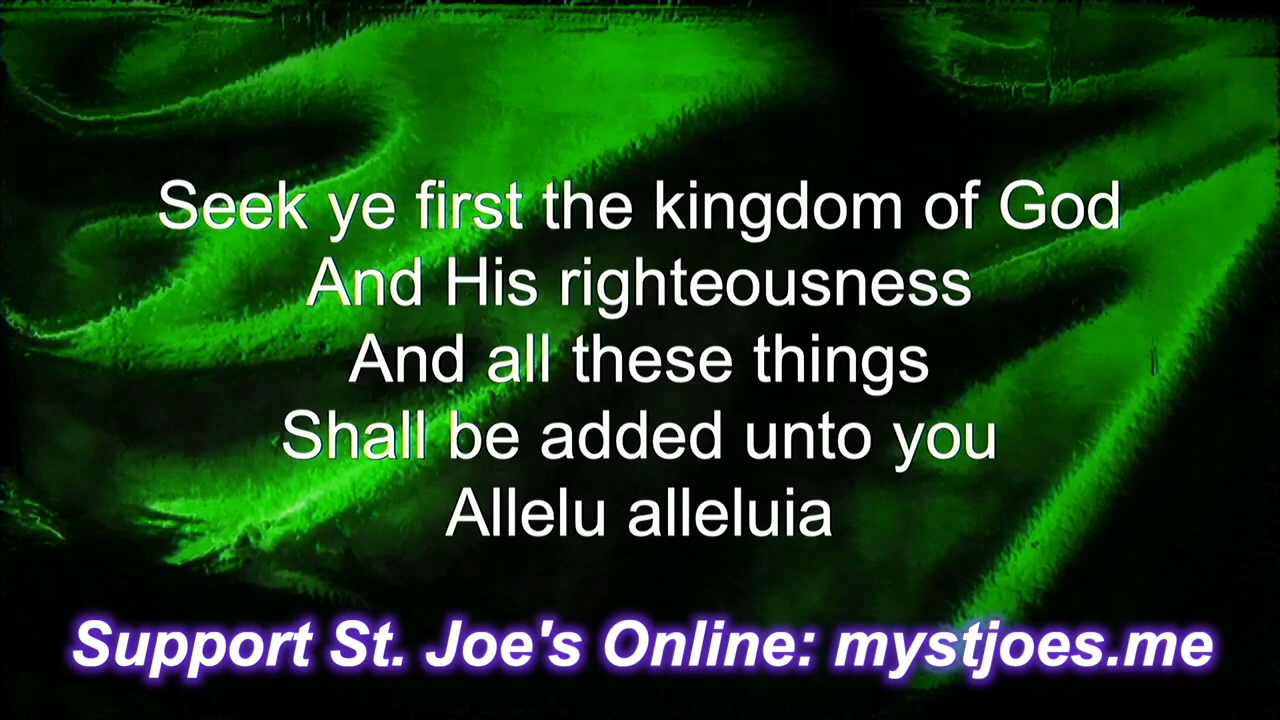 Seek ye first the kingdom of God
And His righteousness
And all these things
Shall be added unto you
Allelu alleluia
Support St. Joe's Online: mystjoes.me